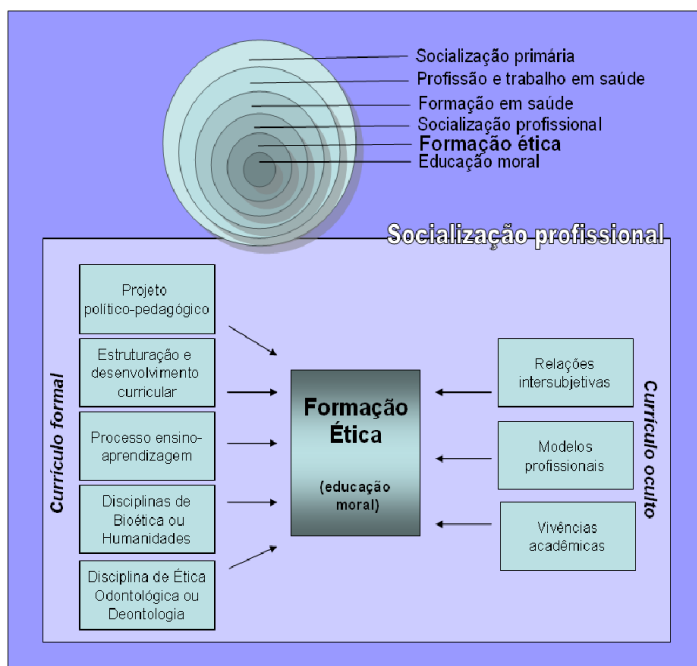 Socialização primária
Profissão e trabalho em saúde
Formação em saúde
Socialização profissional
Formação ética
Educação moral
Socialização profissional
Currículo formal
Projeto
político-pedagógico
Estruturação e
desenvolvimento
curricular
Processo ensino-
aprendizagem
Disciplinas de
Bioética ou
Humanidades
Disciplina de Ética
Odontológica ou
Deontologia
Formação
Ética
(educação
moral)
Relações
intersubjetivas
Modelos
profissionais
Vivências
acadêmicas
Currículo oculto